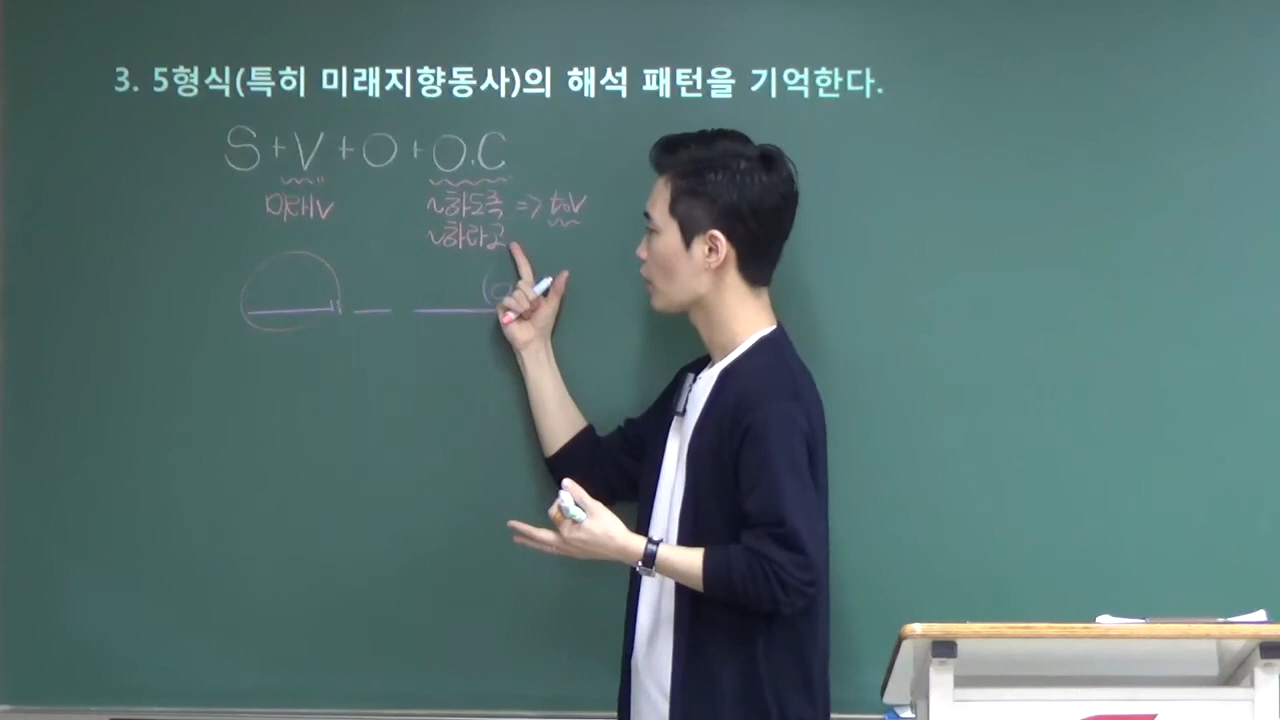 3. 5형식(특히 미래지향동사)의 해석 패턴을 기억한다.
S+V+O+O.C
미래V ~하도록 => toV
~하라고